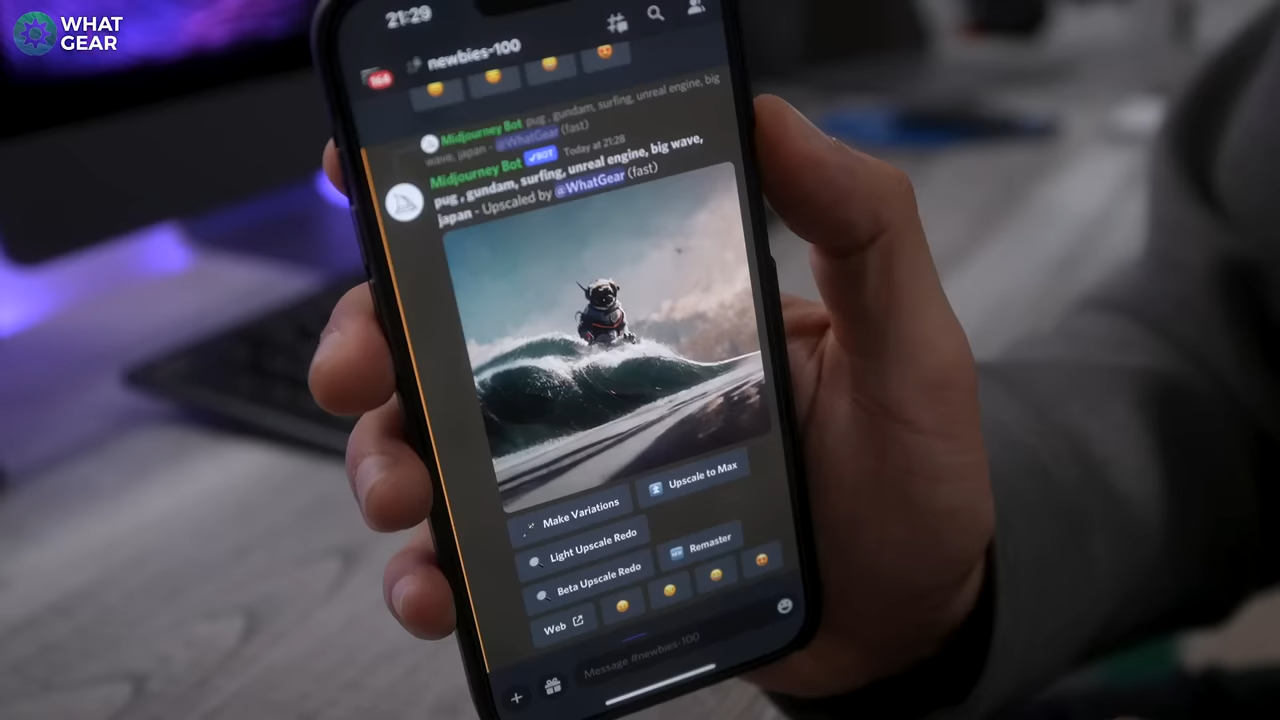 WHAT
GEAR
21:29
newbies-100
164
Midjourney Bot pug , gundam, surfing, unreal engine, big
wave, japan - @WhatGear (fast)
Midjourney Bot ✓BOT Today at 21:28
pug , gundam, surfing, unreal engine, big wave,
japan - Upscaled by @WhatGear (fast)
Make Variations
Upscale to Max
Light Upscale Redo
Beta Upscale Redo
Remaster
Web
Message #newbies-100